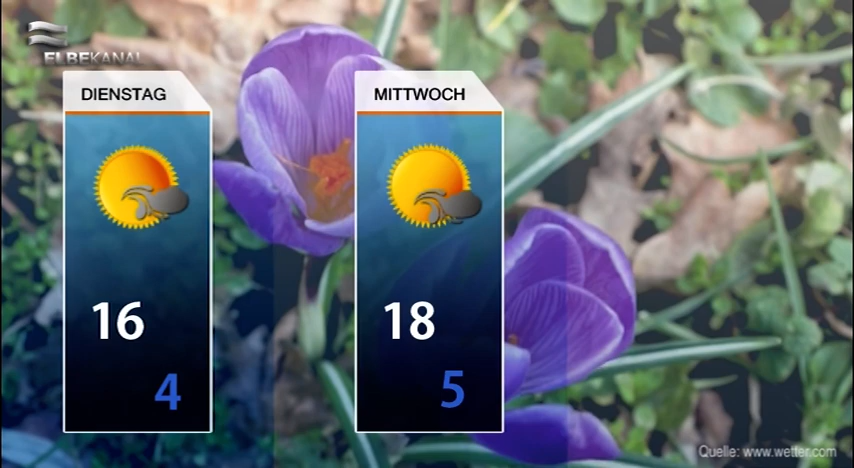 ELBEKANAL
DIENSTAG
MITTWOCH
16
18
4
5
Quelle: www.wetter.com